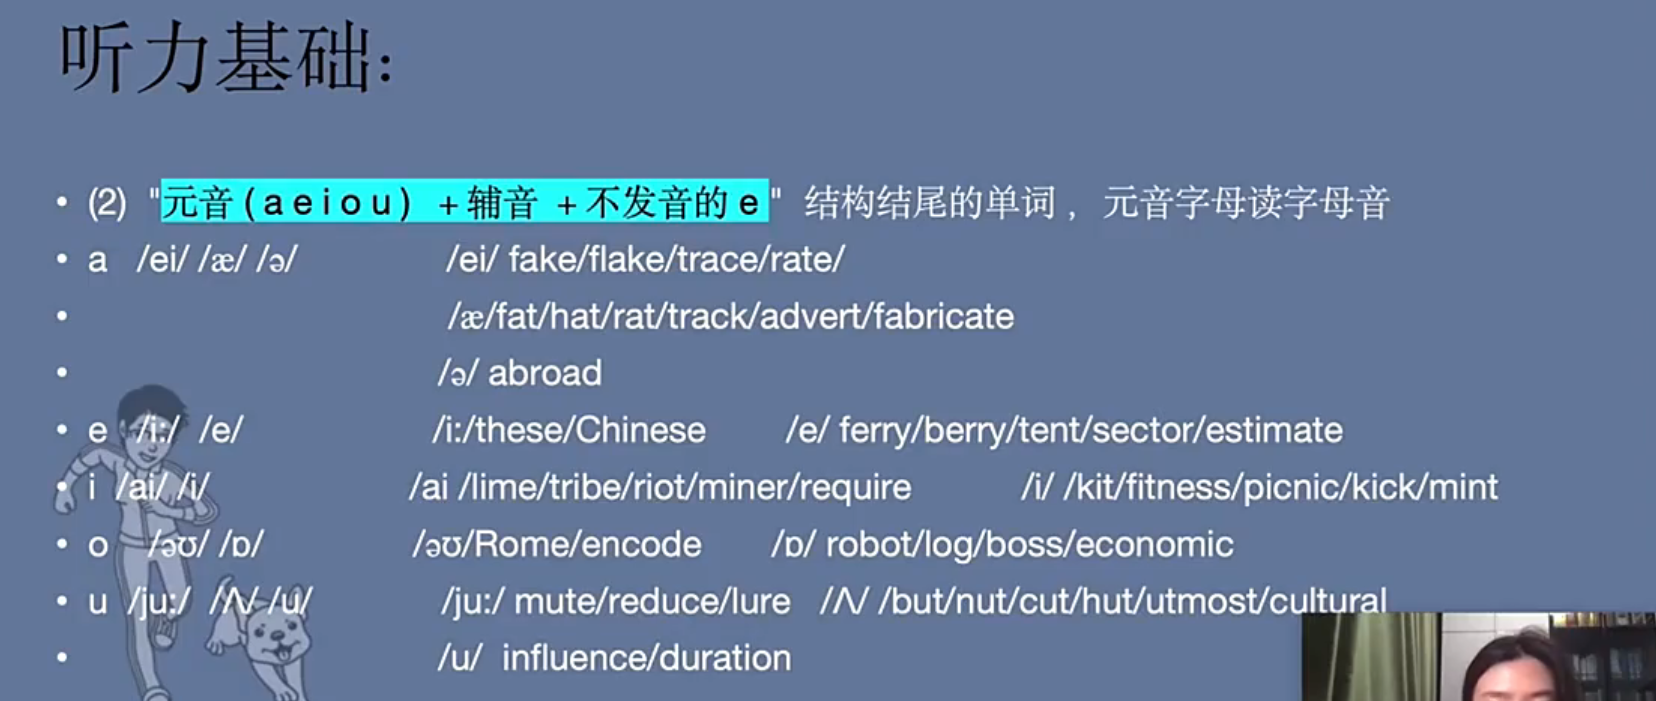 听力基础:
• (2) "元音 ( a e i o u ) + 辅音 + 不发音的 e " 结构结尾的单词 ，元音字母读字母音
• a /ei/ /æ/ /ə/ /ei/ fake/flake/trace/rate/
• /æ/fat/hat/rat/track/advert/fabricate
• /ə/ abroad
• e /i:/ /e/ /i:/these/Chinese /e/ ferry/berry/tent/sector/estimate
• i /ai/ /i/ /ai /lime/tribe/riot/miner/require /i/ /kit/fitness/picnic/kick/mint
• o /əʊ/ /ɒ/ /əʊ/Rome/encode /ɒ/ robot/log/boss/economic
• u /ju:/ /Λ/ /u/ /ju:/ mute/reduce/lure /Λ/ /but/nut/cut/hut/utmost/cultural
• /u/ influence/duration